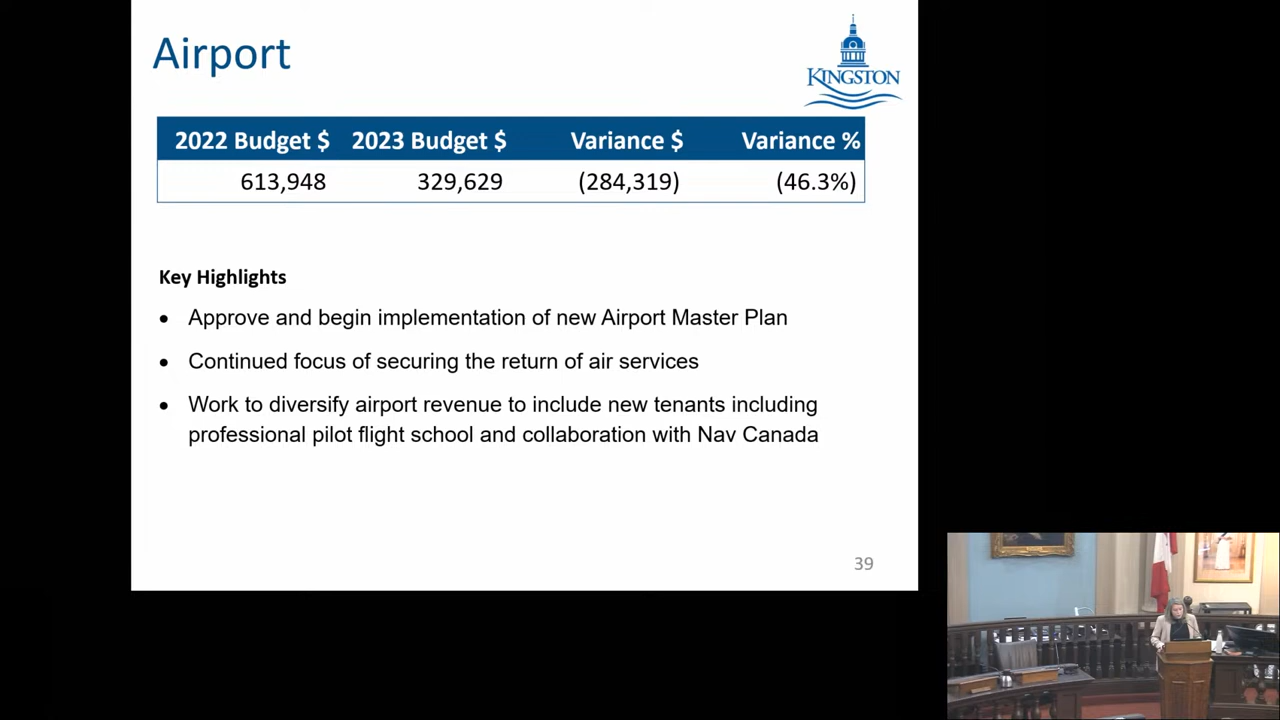 Airport
KINGSTON
2022 Budget $ 2023 Budget $ Variance $ Variance %
613,948 329,629 (284,319) (46.3%)
Key Highlights
• Approve and begin implementation of new Airport Master Plan
• Continued focus of securing the return of air services
• Work to diversify airport revenue to include new tenants including
professional pilot flight school and collaboration with Nav Canada
39